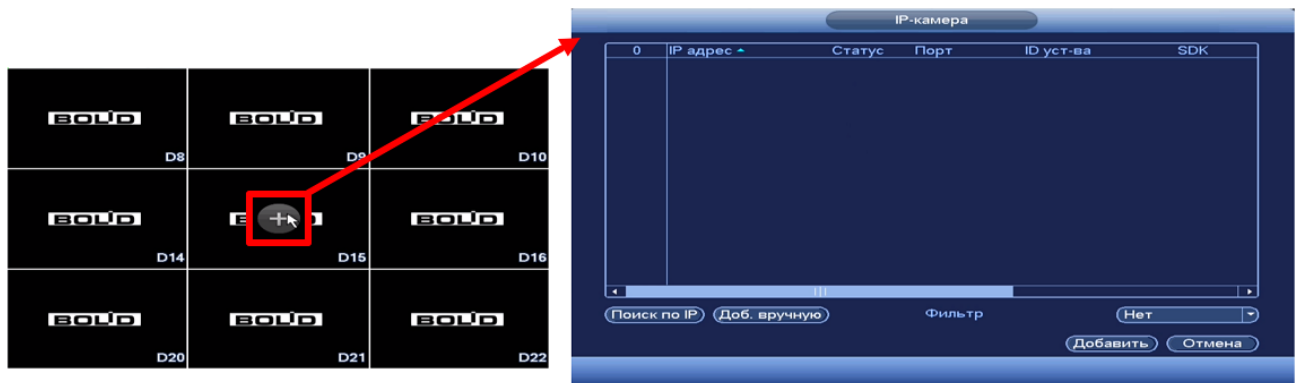 IP-камера
0 IP адрес Статус Порт ID уст-ва SDK
BOLID BOLID BOLID
D8 D9 D10
BOLID BOLID
D14 D15 D16
BOLID BOLID BOLID
D20 D21 D22
Поиск по IP Доб. вручную Фильтр Нет
Добавить Отмена